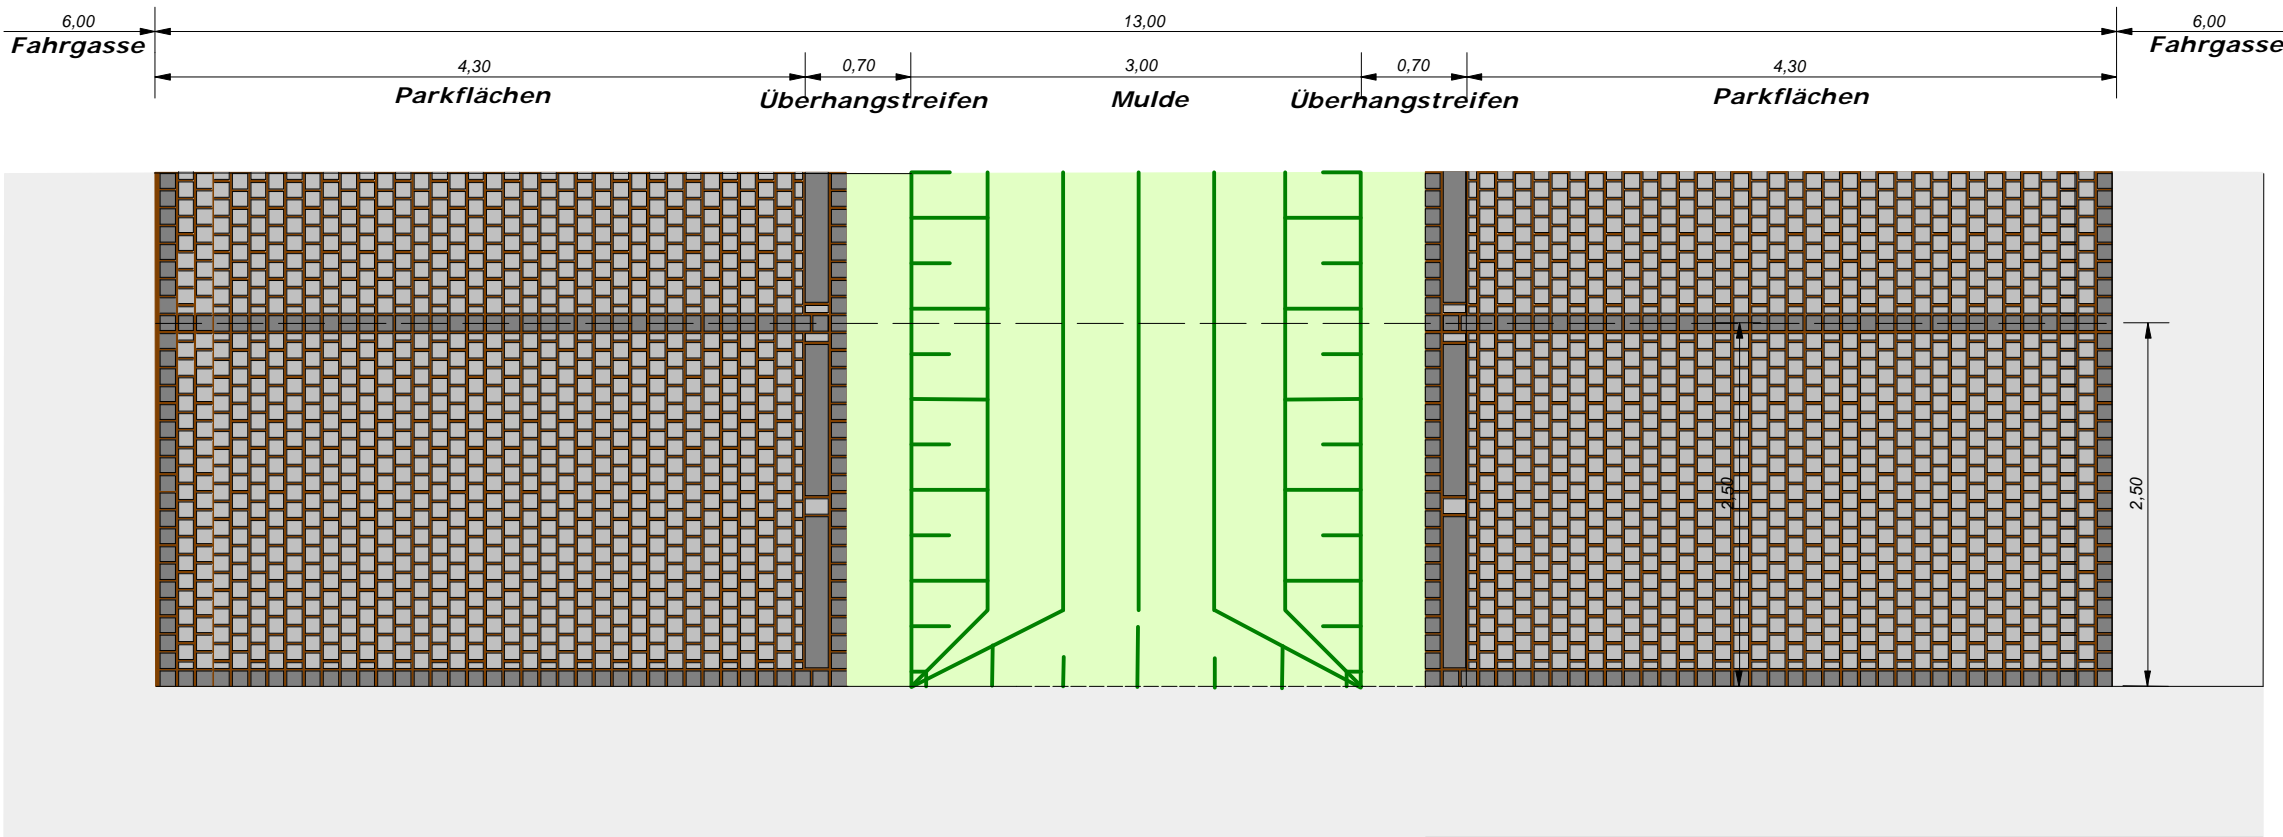 6,00
13,00
6,00
Fahrgasse
Fahrgasse
4,30
0,70
3,00
0,70
4,30
Parkflächen
Überhangstreifen
Mulde
Überhangstreifen
Parkflächen
2,50
2,50